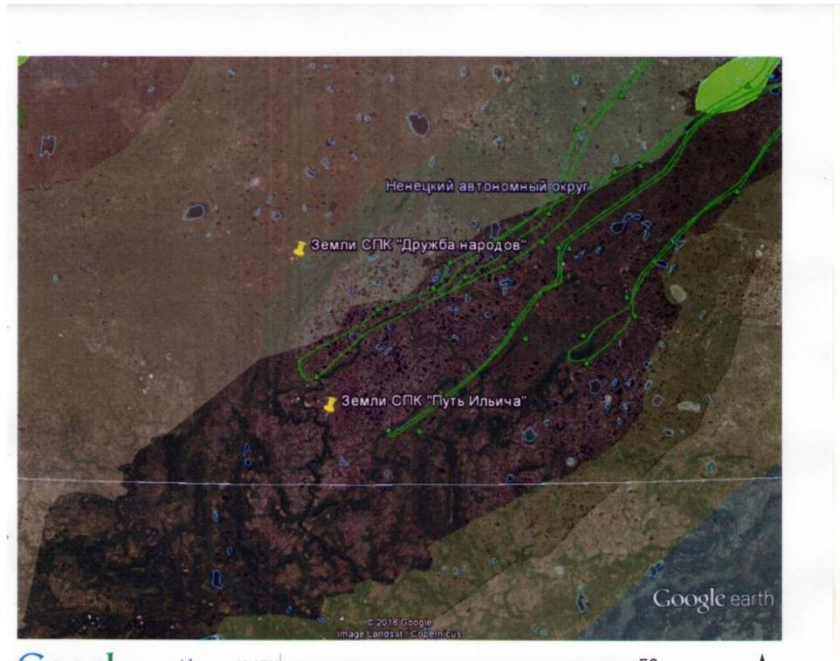 Ненецкий автономный округ
Земли СПК "Дружба народов"
Земли СПК "Путь Ильича"
Google earth
© 2018 Google
Image Landsat / Copernicus